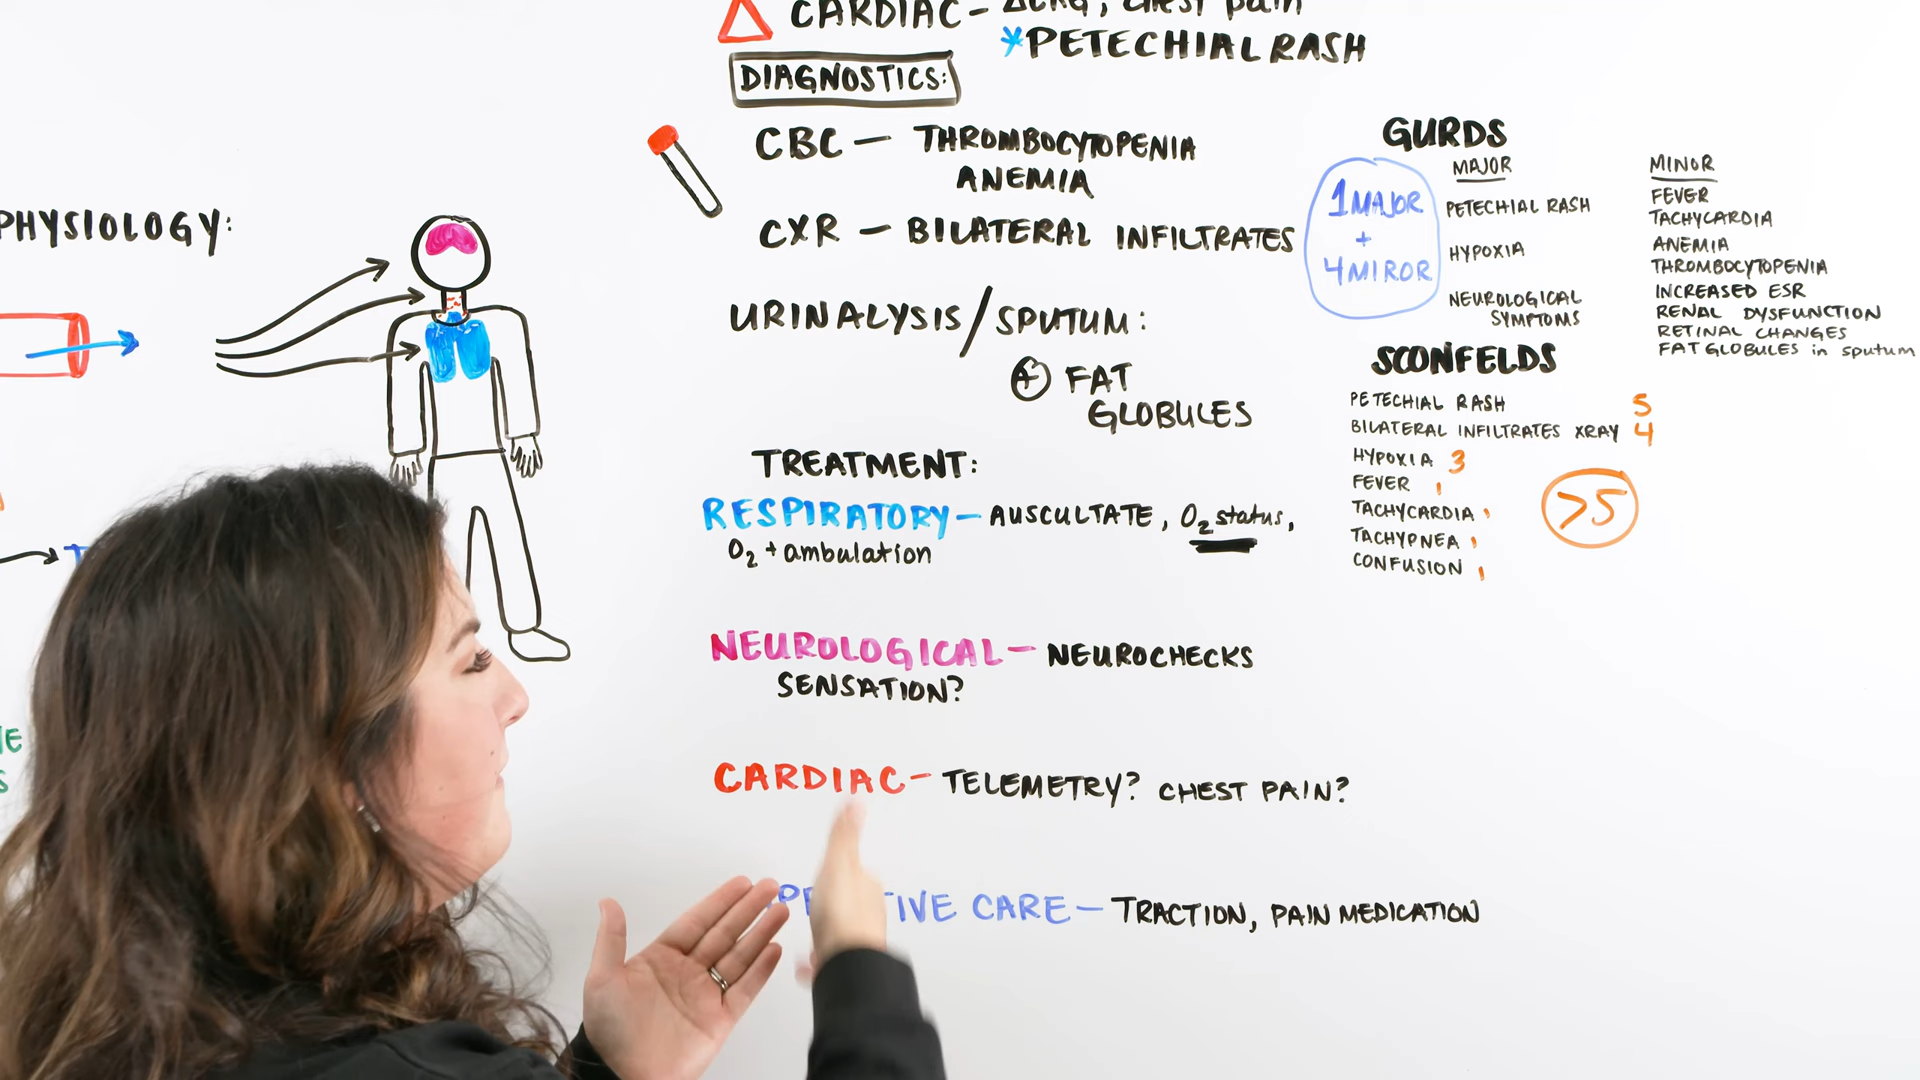 CARDIAC- ΔEKG, chest pain
*PETECHIAL RASH
DIAGNOSTICS:
CBC — THROMBOCYTOPENIA
ANEMIA
CXR — BILATERAL INFILTRATES
URINALYSIS/SPUTUM:
+ FAT
GLOBULES
TREATMENT:
RESPIRATORY— AUSCULTATE, O2 status,
O2 + ambulation
NEUROLOGICAL— NEUROCHECKS
SENSATION?
CARDIAC— TELEMETRY? CHEST PAIN?
CARE— TRACTION, PAIN MEDICATION
PHYSIOLOGY:
GURDS
1 MAJOR
+
4 MIROR
MAJOR
PETECHIAL RASH
HYPOXIA
NEUROLOGICAL
SYMPTOMS
MINOR
FEVER
TACHYCARDIA
ANEMIA
THROMBOCYTOPENIA
INCREASED ESR
RENAL DYSFUNCTION
RETINAL CHANGES
FAT GLOBULES in sputum
SCONFELDS
PETECHIAL RASH 5
BILATERAL INFILTRATES XRAY 4
HYPOXIA 3
FEVER 1
TACHYCARDIA 1
TACHYPNEA 1
CONFUSION 1
>5